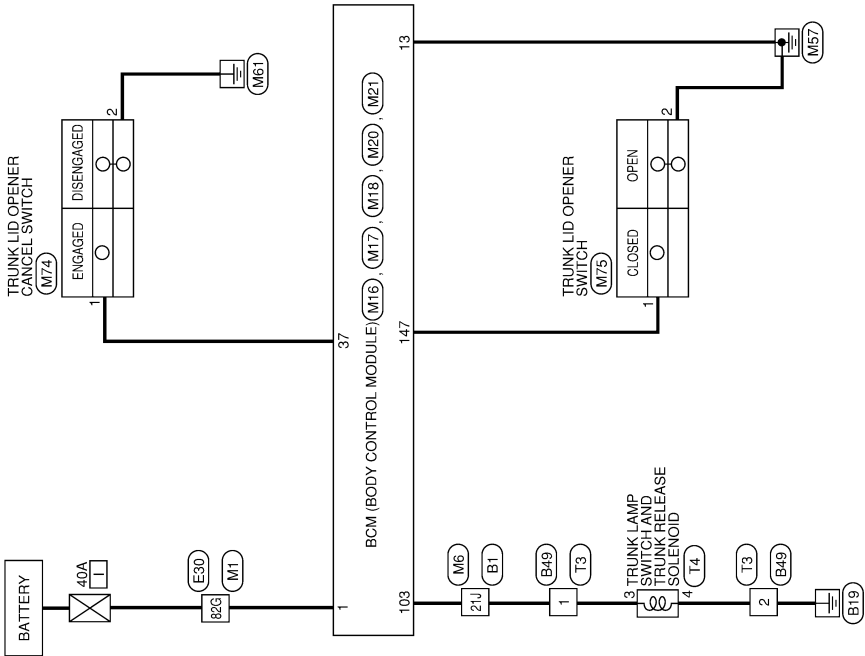 BATTERY
40A
I
82G
E30
M1
1
TRUNK LID OPENER
CANCEL SWITCH
M74
ENGAGED
DISENGAGED
1
2
M61
37
BCM (BODY CONTROL MODULE) M16 , M17 , M18 , M20 , M21
103
147
13
21J
M6
B1
1
B49
T3
3
TRUNK LAMP
SWITCH AND
TRUNK RELEASE
SOLENOID
4
T4
2
T3
B49
B19
TRUNK LID OPENER
SWITCH
M75
CLOSED
OPEN
1
2
M57